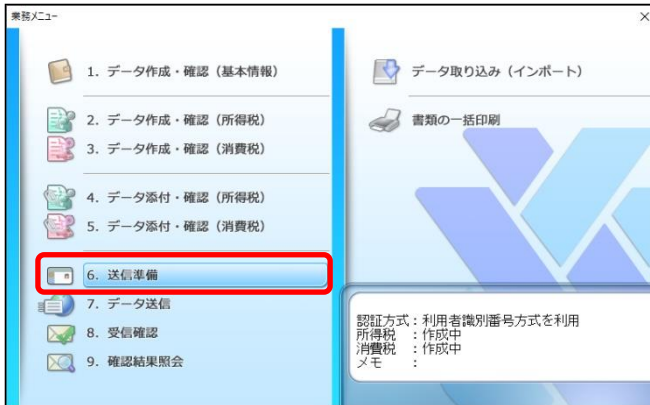 業務メニュー
1. データ作成・確認（基本情報）
2. データ作成・確認（所得税）
3. データ作成・確認（消費税）
4. データ添付・確認（所得税）
5. データ添付・確認（消費税）
6. 送信準備
7. データ送信
8. 受信確認
9. 確認結果照会
データ取り込み（インポート）
書類の一括印刷
認証方式：利用者識別番号方式を利用
所得税　：作成中
消費税　：作成中
メモ　　：